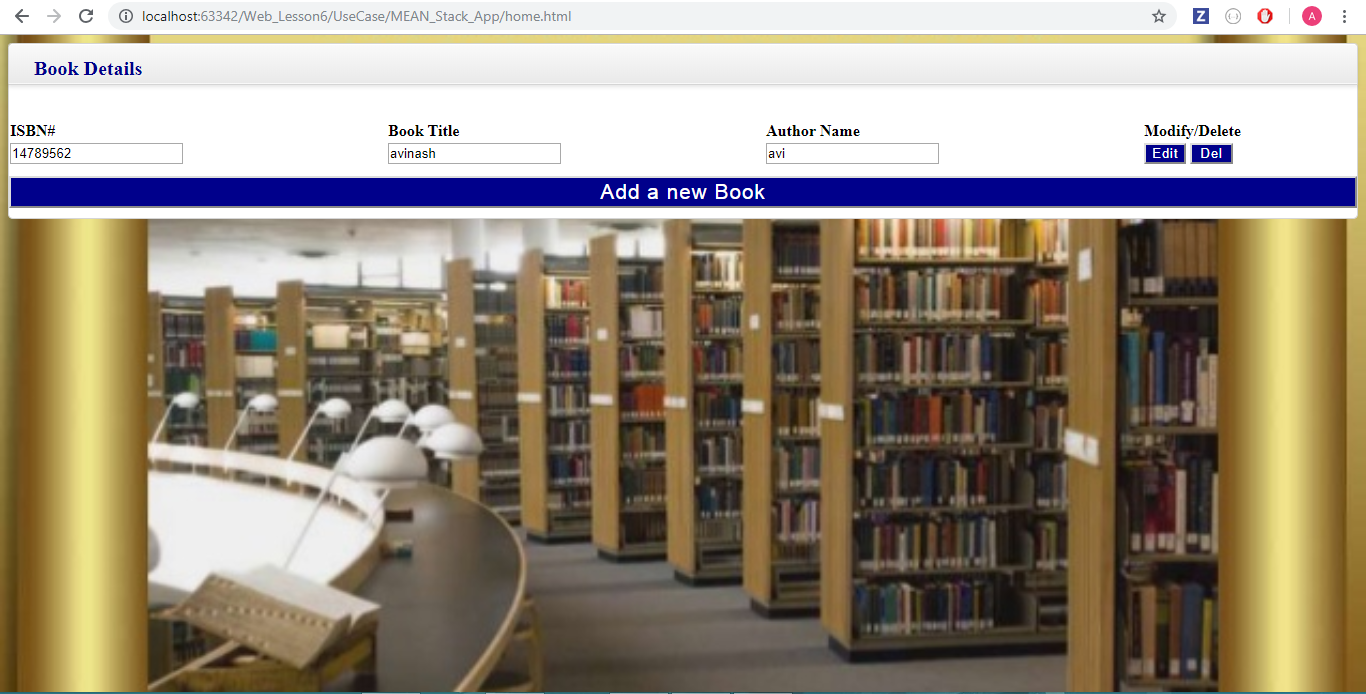 localhost:63342/Web_Lesson6/UseCase/MEAN_Stack_App/home.html
Z
A
Book Details
ISBN# Book Title Author Name Modify/Delete
14789562 avinash avi Edit Del
Add a new Book